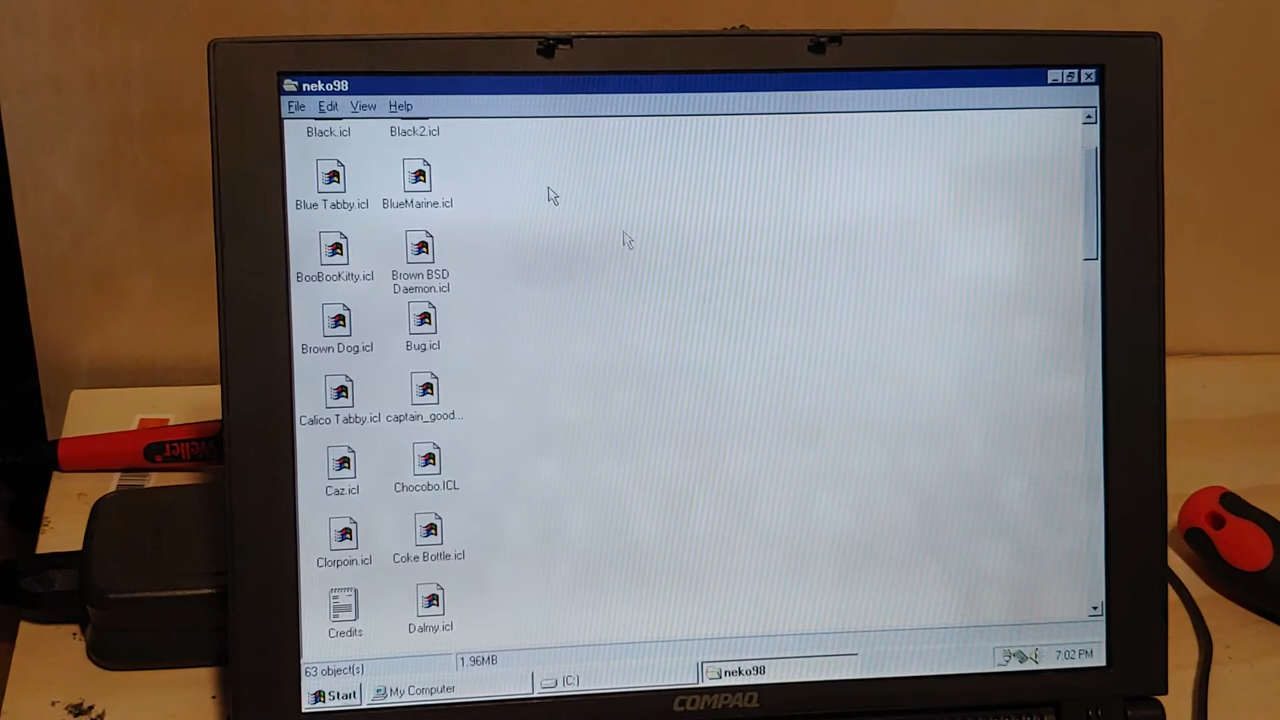 neko98
File Edit View Help
Black.icl Black2.icl
Blue Tabby.icl BlueMarine.icl
BooBooKitty.icl Brown BSD
Daemon.icl
Brown Dog.icl Bug.icl
Calico Tabby.icl captain_good...
Caz.icl Chocobo.ICL
Clorpoin.icl Coke Bottle.icl
Credits Dalmy.icl
63 object(s) 1.96MB
Start My Computer (C:) neko98 7:02 PM
COMPAQ
Weller